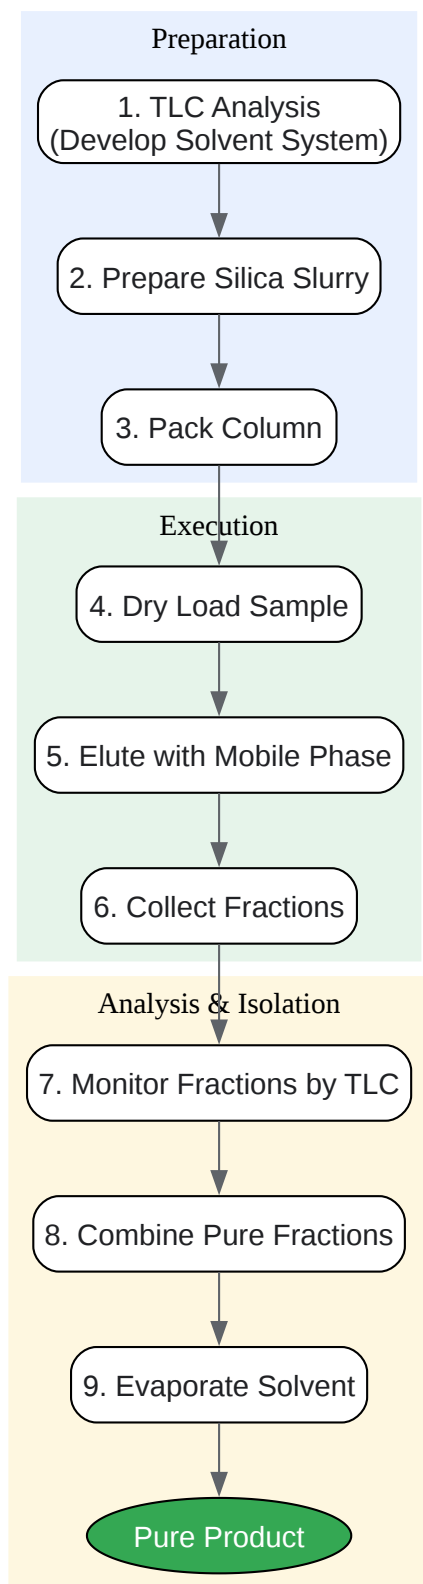 Preparation
1. TLC Analysis
(Develop Solvent System)
2. Prepare Silica Slurry
3. Pack Column
Execution
4. Dry Load Sample
5. Elute with Mobile Phase
6. Collect Fractions
Analysis & Isolation
7. Monitor Fractions by TLC
8. Combine Pure Fractions
9. Evaporate Solvent
Pure Product